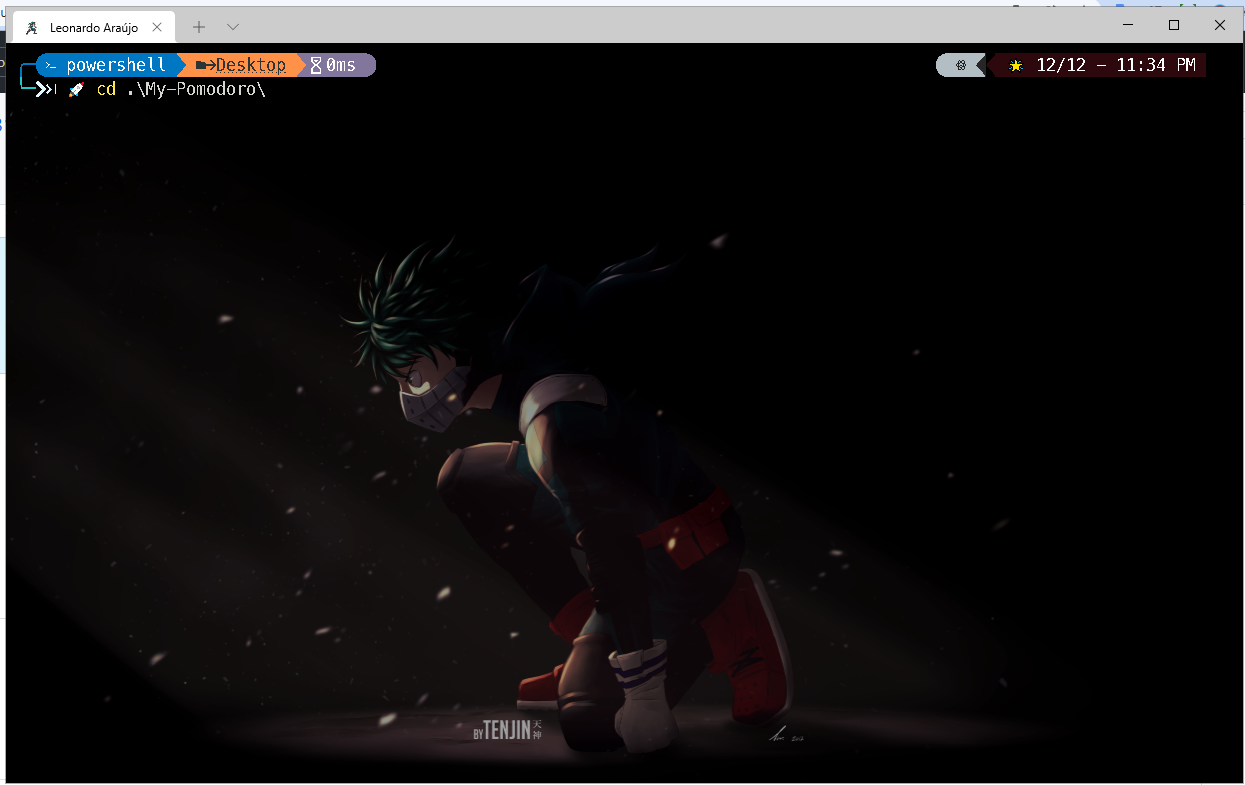 Leonardo Araújo
powershell Desktop 0ms 12/12 - 11:34 PM
cd .\My-Pomodoro\
BY TENJIN 天神